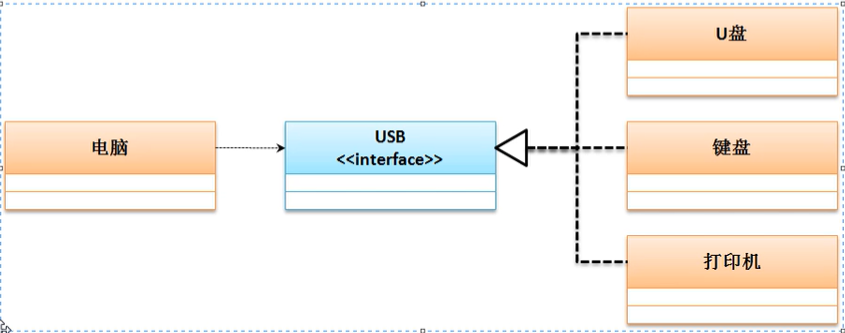 电脑
USB
<<interface>>
U盘
键盘
打印机